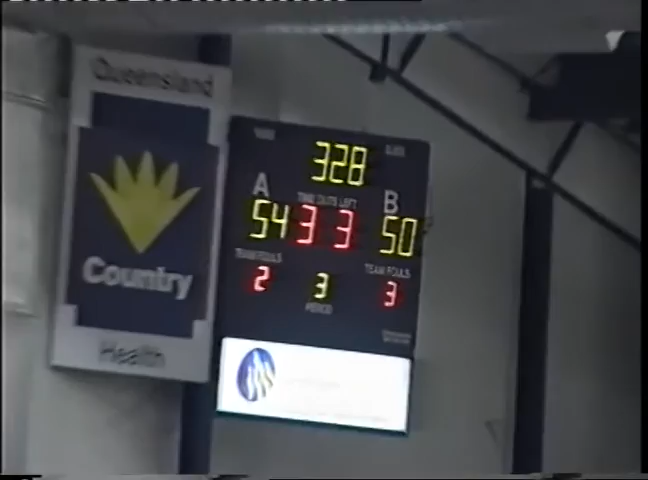 Queensland
Country
Health
328
A
TIME OUTS LEFT
B
54 3 3 50
TEAM FOULS
TEAM FOULS
2 3 3
PERIOD